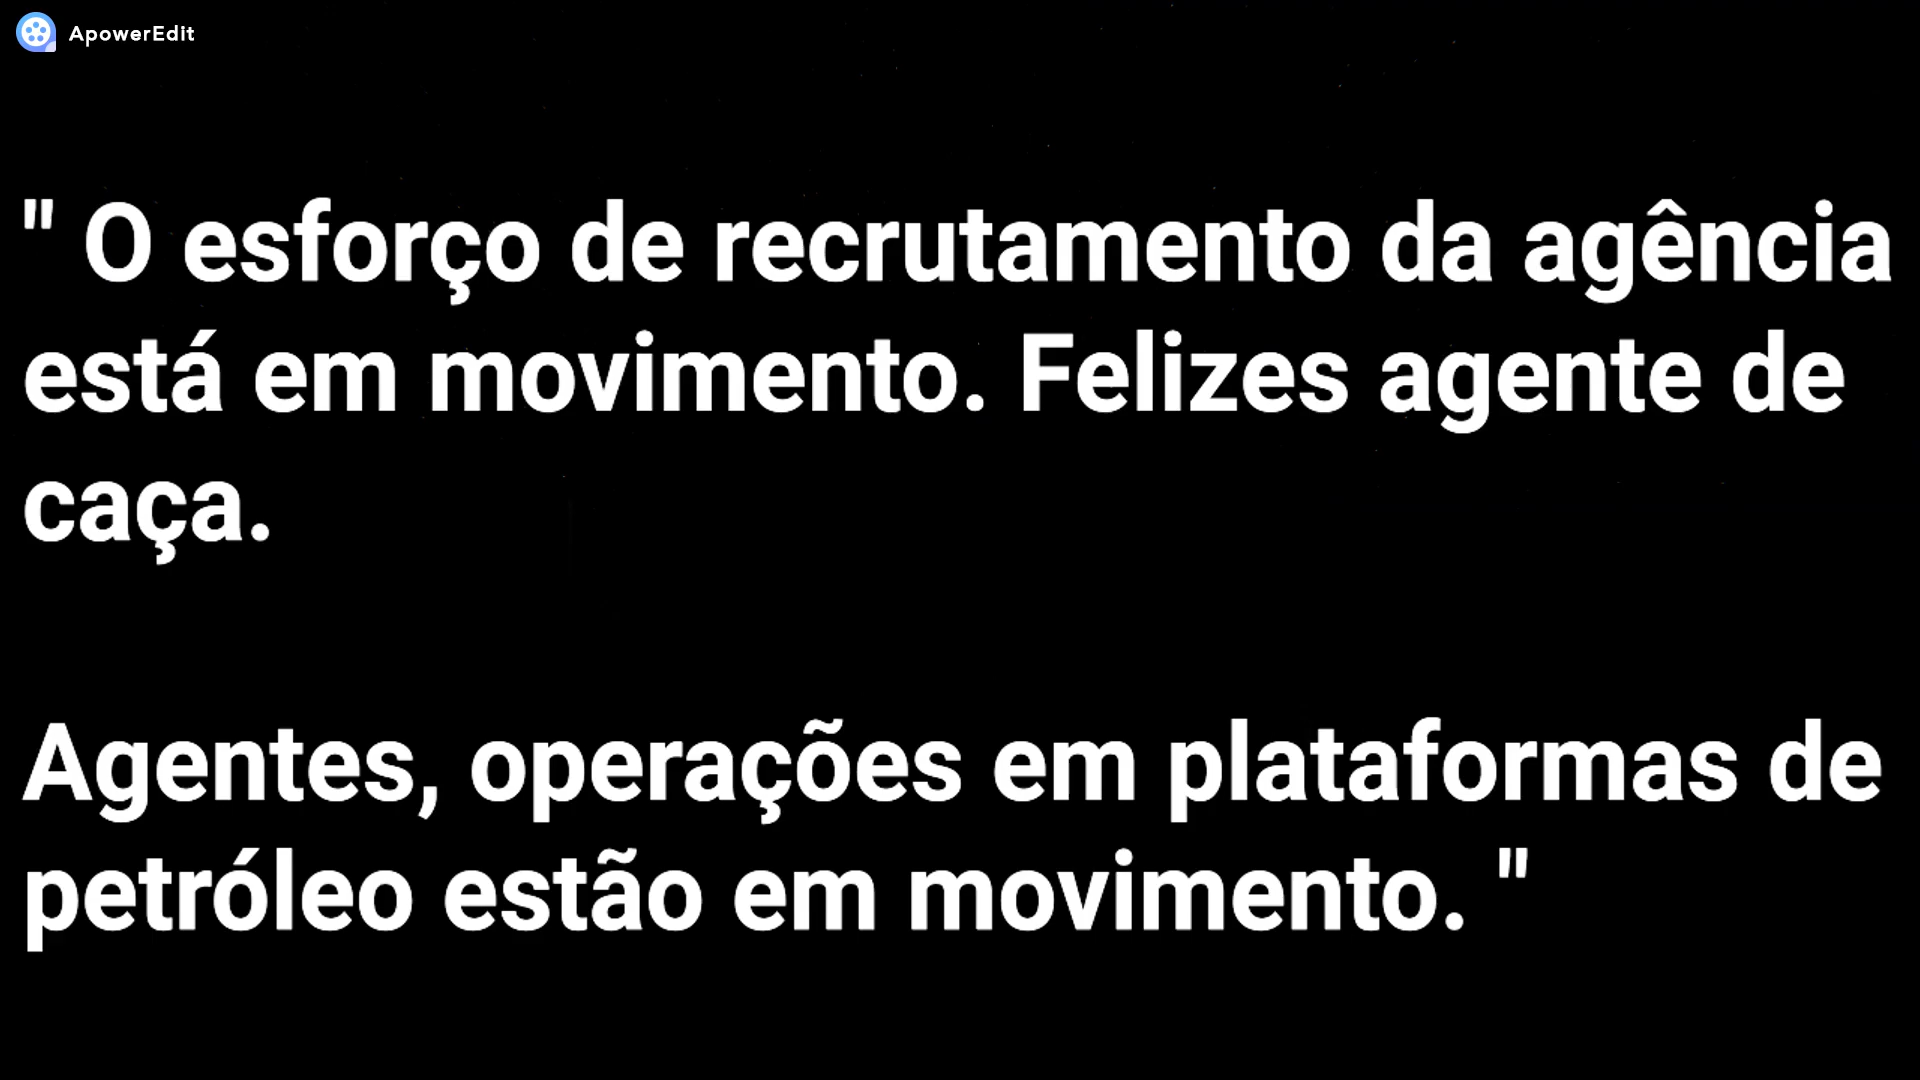 ApowerEdit
" O esforço de recrutamento da agência
está em movimento. Felizes agente de
caça.
Agentes, operações em plataformas de
petróleo estão em movimento. "